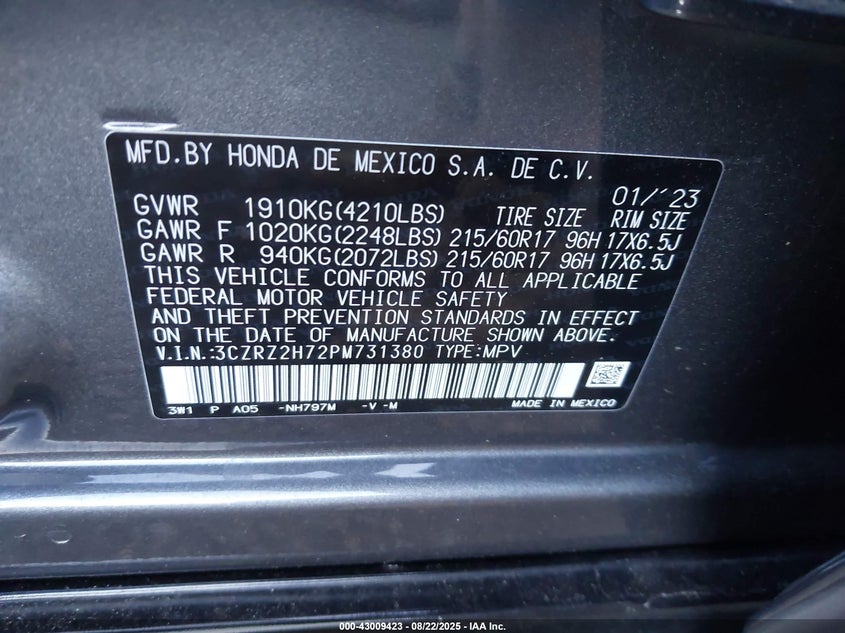 MFD.BY HONDA DE MEXICO S.A. DE C.V.
01/'23
GVWR 1910KG(4210LBS) TIRE SIZE RIM SIZE
GAWR F 1020KG(2248LBS) 215/60R17 96H 17X6.5J
GAWR R 940KG(2072LBS) 215/60R17 96H 17X6.5J
THIS VEHICLE CONFORMS TO ALL APPLICABLE
FEDERAL MOTOR VEHICLE SAFETY
AND THEFT PREVENTION STANDARDS IN EFFECT
ON THE DATE OF MANUFACTURE SHOWN ABOVE.
V.I.N.:3CZRZ2H72PM731380 TYPE:MPV
3W1 P A05 -NH797M -V -M MADE IN MEXICO
000-43009423 - 08/22/2025 - IAA Inc.